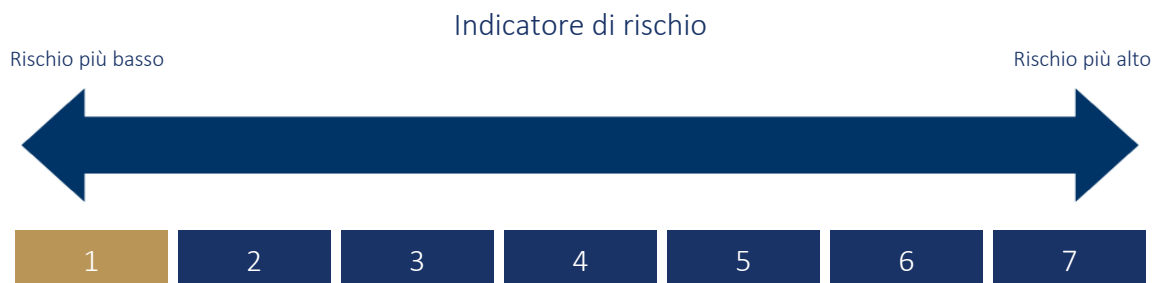 Indicatore di rischio
Rischio più basso Rischio più alto
1 2 3 4 5 6 7